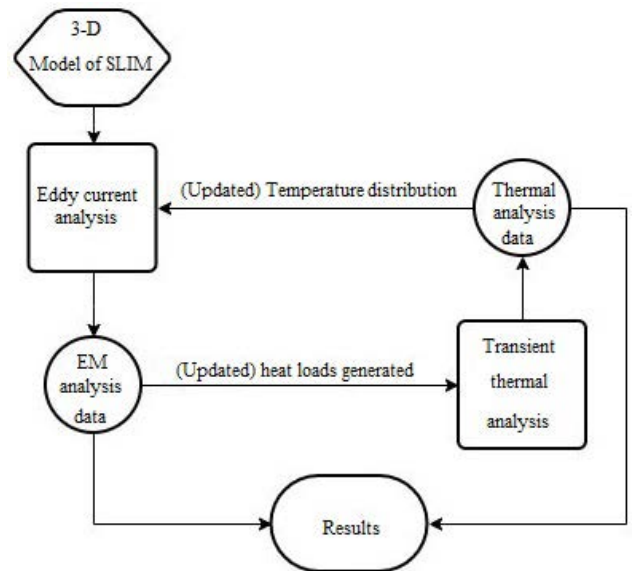 3-D
Model of SLIM
Eddy current
analysis
(Updated) Temperature distribution
Thermal
analysis
data
EM
analysis
data
(Updated) heat loads generated
Transient
thermal
analysis
Results